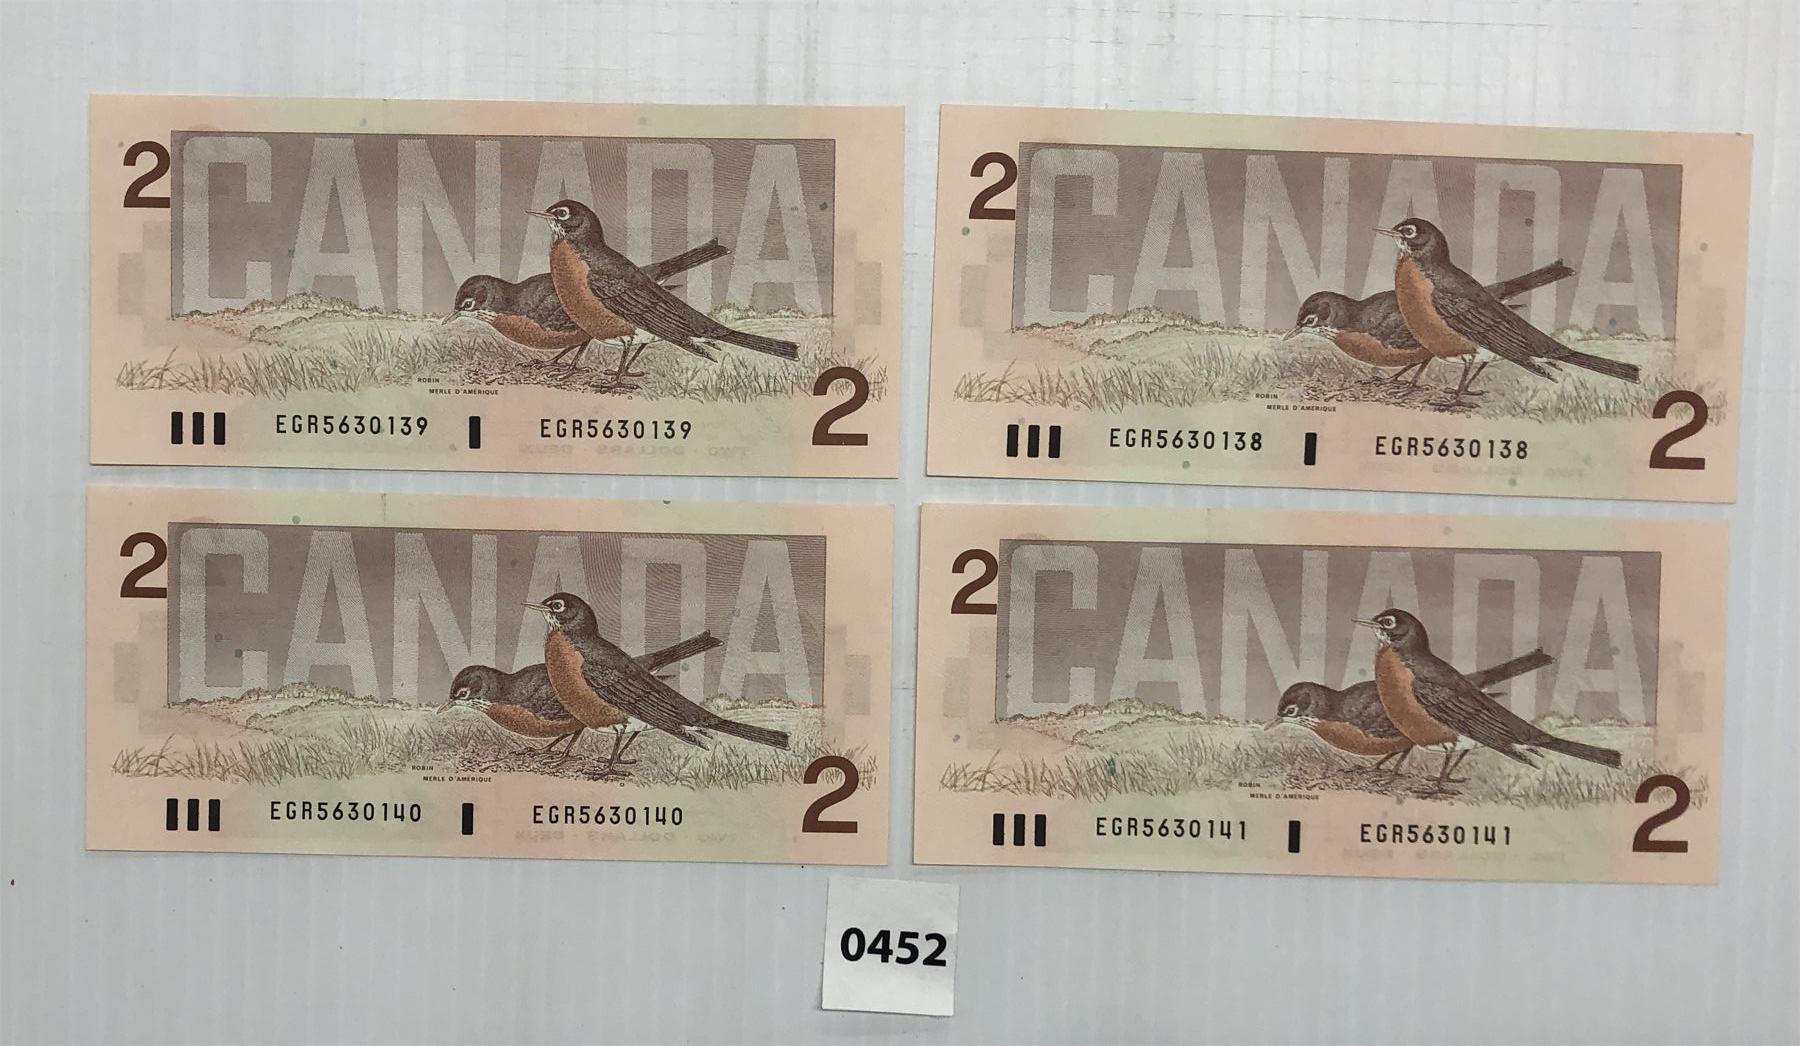 2
CANADA
ROBIN
MERLE D'AMÉRIQUE
2
EGR5630139 EGR5630139
2
CANADA
ROBIN
MERLE D'AMÉRIQUE
2
EGR5630138 EGR5630138
2
CANADA
ROBIN
MERLE D'AMÉRIQUE
2
EGR5630140 EGR5630140
2
CANADA
ROBIN
MERLE D'AMÉRIQUE
2
EGR5630141 EGR5630141
0452